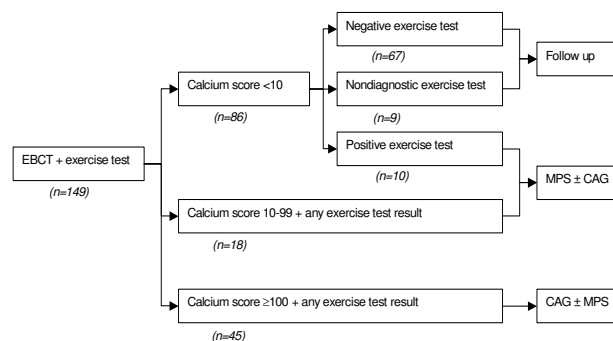 Negative exercise test
(n=67)
Follow up
Calcium score <10
(n=86)
Nondiagnostic exercise test
(n=9)
Positive exercise test
(n=10)
EBCT + exercise test
(n=149)
MPS ± CAG
Calcium score 10-99 + any exercise test result
(n=18)
Calcium score ≥100 + any exercise test result
(n=45)
CAG ± MPS